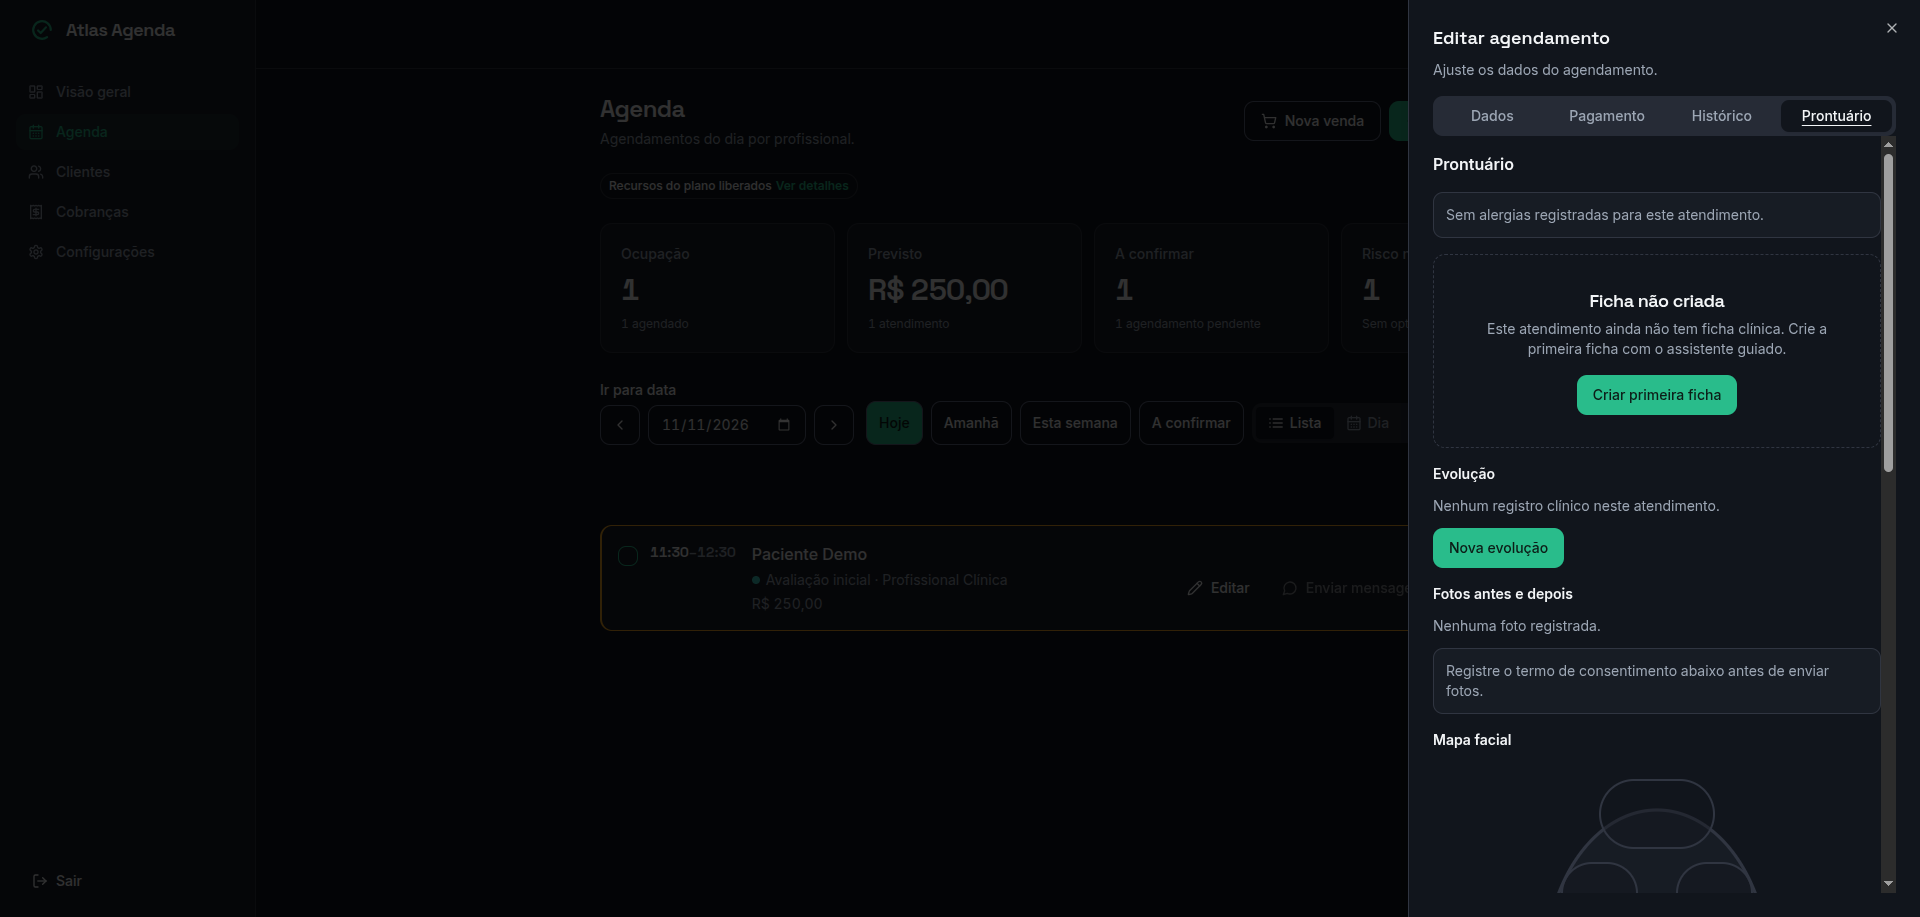 Atlas Agenda
Visão geral
Agenda
Clientes
Cobranças
Configurações
Sair
Agenda
Agendamentos do dia por profissional.
Nova venda
Recursos do plano liberados Ver detalhes
Ocupação
1
1 agendado
Previsto
R$ 250,00
1 atendimento
A confirmar
1
1 agendamento pendente
Risco
1
Sem
Ir para data
11/11/2026
Hoje
Amanhã
Esta semana
A confirmar
Lista
Dia
11:30–12:30
Paciente Demo
Avaliação inicial · Profissional Clínica
R$ 250,00
Editar
Enviar mensage
Editar agendamento
Ajuste os dados do agendamento.
Dados
Pagamento
Histórico
Prontuário
Prontuário
Sem alergias registradas para este atendimento.
Ficha não criada
Este atendimento ainda não tem ficha clínica. Crie a
primeira ficha com o assistente guiado.
Criar primeira ficha
Evolução
Nenhum registro clínico neste atendimento.
Nova evolução
Fotos antes e depois
Nenhuma foto registrada.
Registre o termo de consentimento abaixo antes de enviar
fotos.
Mapa facial